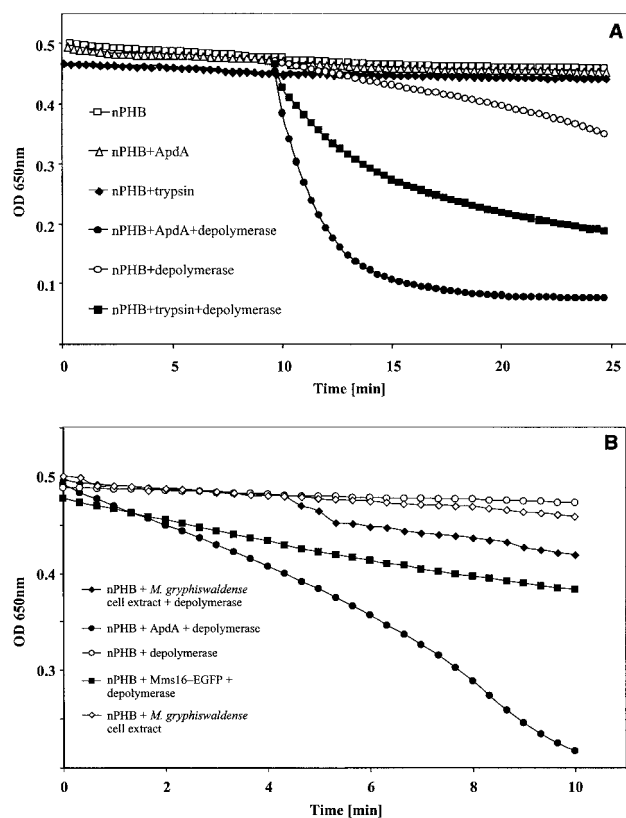 A
0.5
0.4
0.3
0.2
0.1
OD 650nm
nPHB
nPHB+ApdA
nPHB+trypsin
nPHB+ApdA+depolymerase
nPHB+depolymerase
nPHB+trypsin+depolymerase
0 5 10 15 20 25
Time [min]
B
0.5
0.4
0.3
OD 650nm
nPHB + M. gryphiswaldense
cell extract + depolymerase
nPHB + ApdA + depolymerase
nPHB + depolymerase
nPHB + Mms16–EGFP +
depolymerase
nPHB + M. gryphiswaldense
cell extract
0 2 4 6 8 10
Time [min]